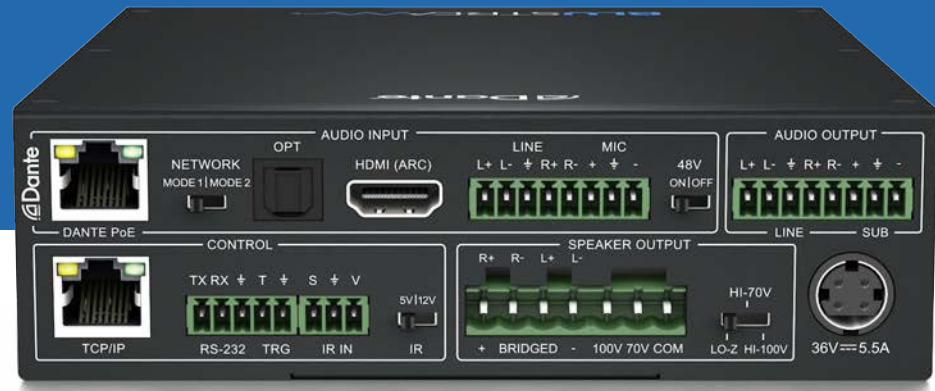 BLUSTREAM
Dante
Dante
AUDIO INPUT
AUDIO OUTPUT
NETWORK
MODE 1 | MODE 2
OPT
HDMI (ARC)
LINE MIC
L+ L- ⏚ R+ R- + ⏚ -
48V
ON|OFF
L+ L- ⏚ R+ R- + ⏚ -
DANTE PoE
LINE SUB
CONTROL
SPEAKER OUTPUT
TX RX ⏚ T ⏚ S ⏚ V
5V|12V
R+ R- L+ L-
HI-70V
TCP/IP
RS-232 TRG IR IN IR
+ BRIDGED - 100V 70V COM
LO-Z HI-100V
36V⎓5.5A